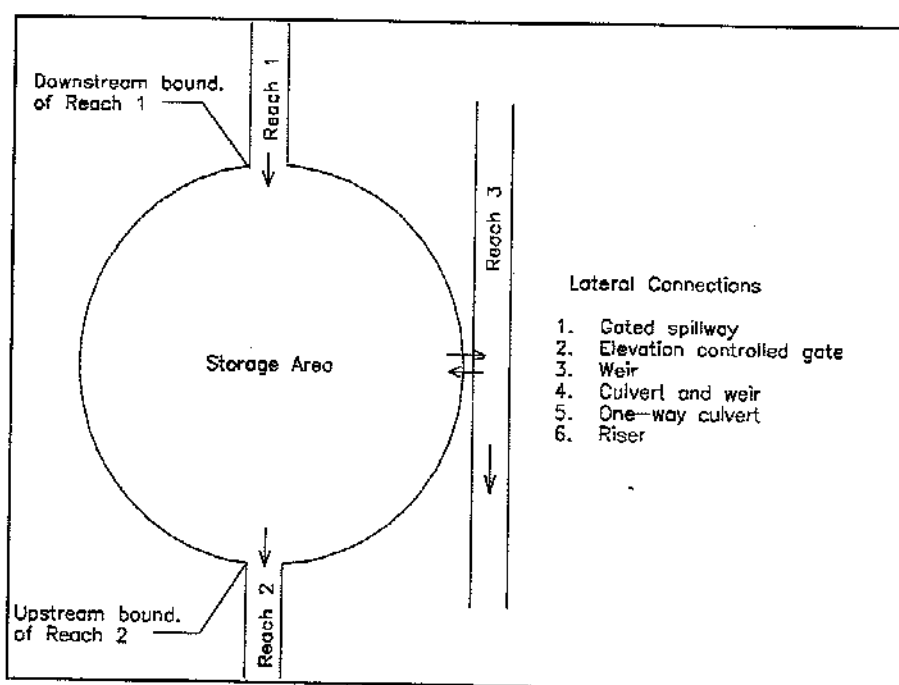 Reach 1
Downstream bound.
of Reach 1
Reach 3
Lateral Connections
1. Gated spillway
2. Elevation controlled gate
3. Weir
4. Culvert and weir
5. One-way culvert
6. Riser
Storage Area
Upstream bound.
of Reach 2
Reach 2